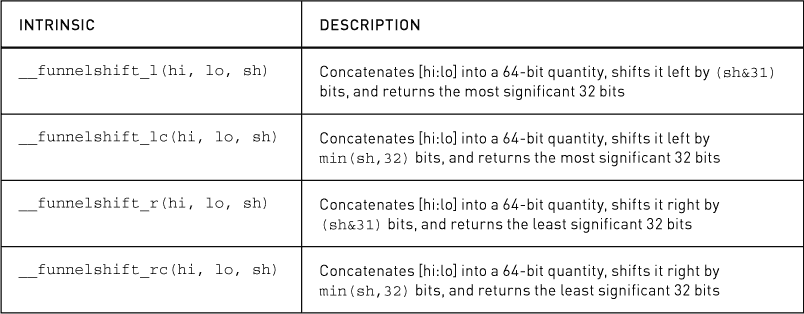 INTRINSIC DESCRIPTION
__funnelshift_l(hi, lo, sh) Concatenates [hi:lo] into a 64-bit quantity, shifts it left by (sh&31)
bits, and returns the most significant 32 bits
__funnelshift_lc(hi, lo, sh) Concatenates [hi:lo] into a 64-bit quantity, shifts it left by
min(sh,32) bits, and returns the most significant 32 bits
__funnelshift_r(hi, lo, sh) Concatenates [hi:lo] into a 64-bit quantity, shifts it right by
(sh&31) bits, and returns the least significant 32 bits
__funnelshift_rc(hi, lo, sh) Concatenates [hi:lo] into a 64-bit quantity, shifts it right by
min(sh,32) bits, and returns the least significant 32 bits